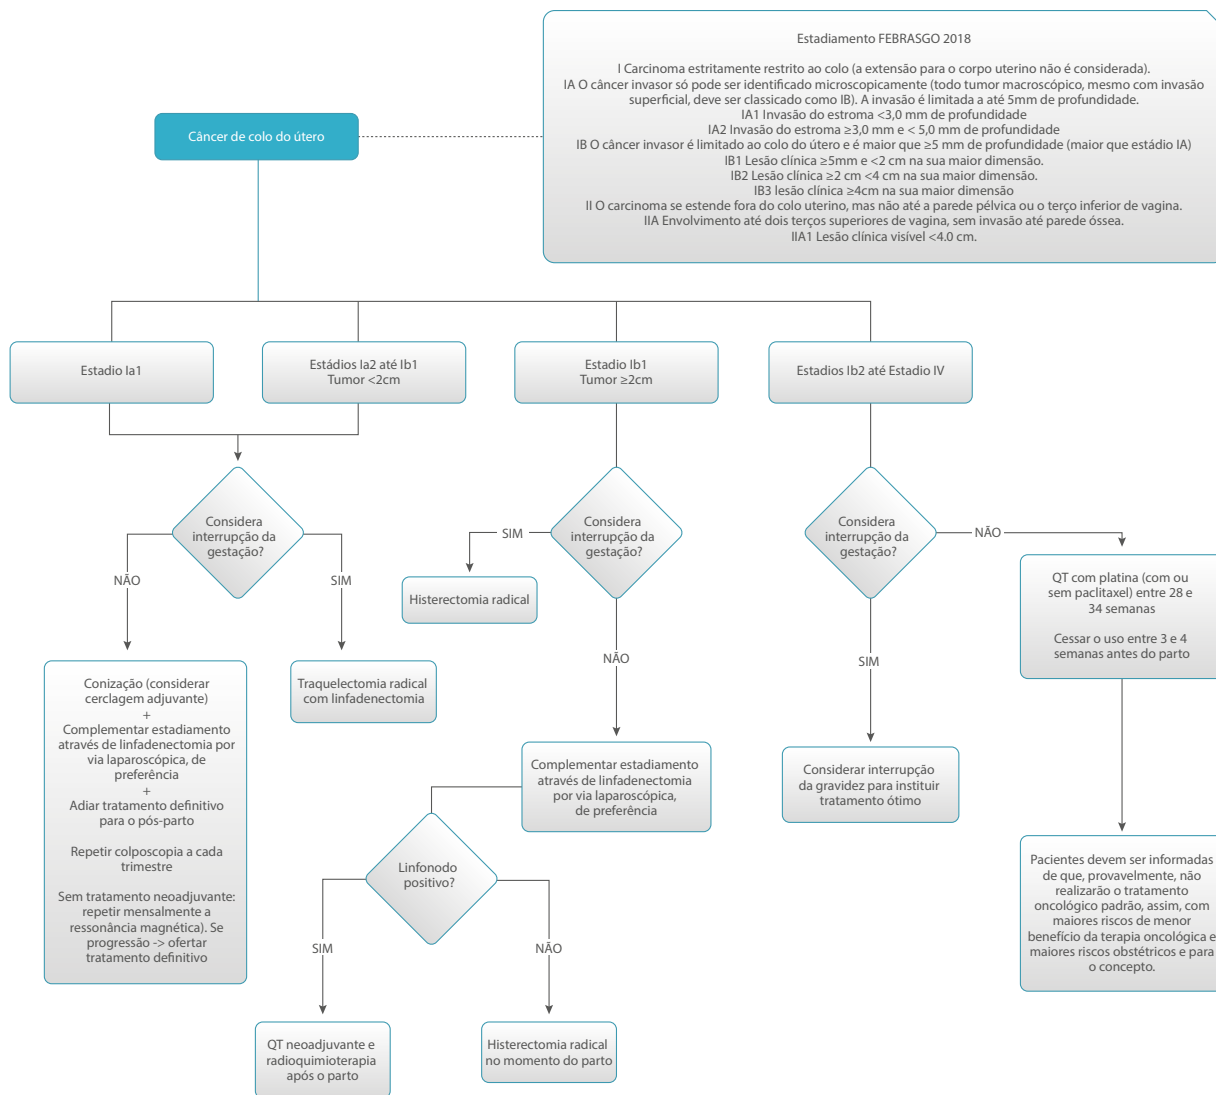 Estadiamento FEBRASGO 2018
I Carcinoma estritamente restrito ao colo (a extensão para o corpo uterino não é considerada).
IA O câncer invasor só pode ser identificado microscopicamente (todo tumor macroscópico, mesmo com invasão
superficial, deve ser classificado como IB). A invasão é limitada a até 5mm de profundidade.
IA1 Invasão do estroma <3,0 mm de profundidade
IA2 Invasão do estroma ≥3,0 mm e < 5,0 mm de profundidade
IB O câncer invasor é limitado ao colo do útero e é maior que ≥5 mm de profundidade (maior que estádio IA)
IB1 Lesão clínica ≥5mm e <2 cm na sua maior dimensão.
IB2 Lesão clínica ≥2 cm <4 cm na sua maior dimensão.
IB3 lesão clínica ≥4cm na sua maior dimensão
II O carcinoma se estende fora do colo uterino, mas não até a parede pélvica ou o terço inferior de vagina.
IIA Envolvimento até dois terços superiores de vagina, sem invasão até parede óssea.
IIA1 Lesão clínica visível <4.0 cm.
Câncer de colo do útero
Estadio Ia1
Estádios Ia2 até Ib1
Tumor <2cm
Estadio Ib1
Tumor ≥2cm
Estadios Ib2 até Estadio IV
Considera
interrupção da
gestação?
NÃO
SIM
Conização (considerar
cerclagem adjuvante)
+
Complementar estadiamento
através de linfadenectomia por
via laparoscópica, de
preferência
+
Adiar tratamento definitivo
para o pós-parto
Repetir colposcopia a cada
trimestre
Sem tratamento neoadjuvante:
repetir mensalmente a
ressonância magnética). Se
progressão -> ofertar
tratamento definitivo
Traquelectomia radical
com linfadenectomia
Considera
interrupção da
gestação?
SIM
Histerectomia radical
NÃO
Complementar estadiamento
através de linfadenectomia
por via laparoscópica,
de preferência
Linfonodo
positivo?
SIM
NÃO
QT neoadjuvante e
radioquimioterapia
após o parto
Histerectomia radical
no momento do parto
Considera
interrupção da
gestação?
NÃO
SIM
Considerar interrupção
da gravidez para instituir
tratamento ótimo
QT com platina (com ou
sem paclitaxel) entre 28 e
34 semanas
Cessar o uso entre 3 e 4
semanas antes do parto
Pacientes devem ser informadas
de que, provavelmente, não
realizarão o tratamento
oncológico padrão, assim, com
maiores riscos de menor
benefício da terapia oncológica e
maiores riscos obstétricos e para
o concepto.